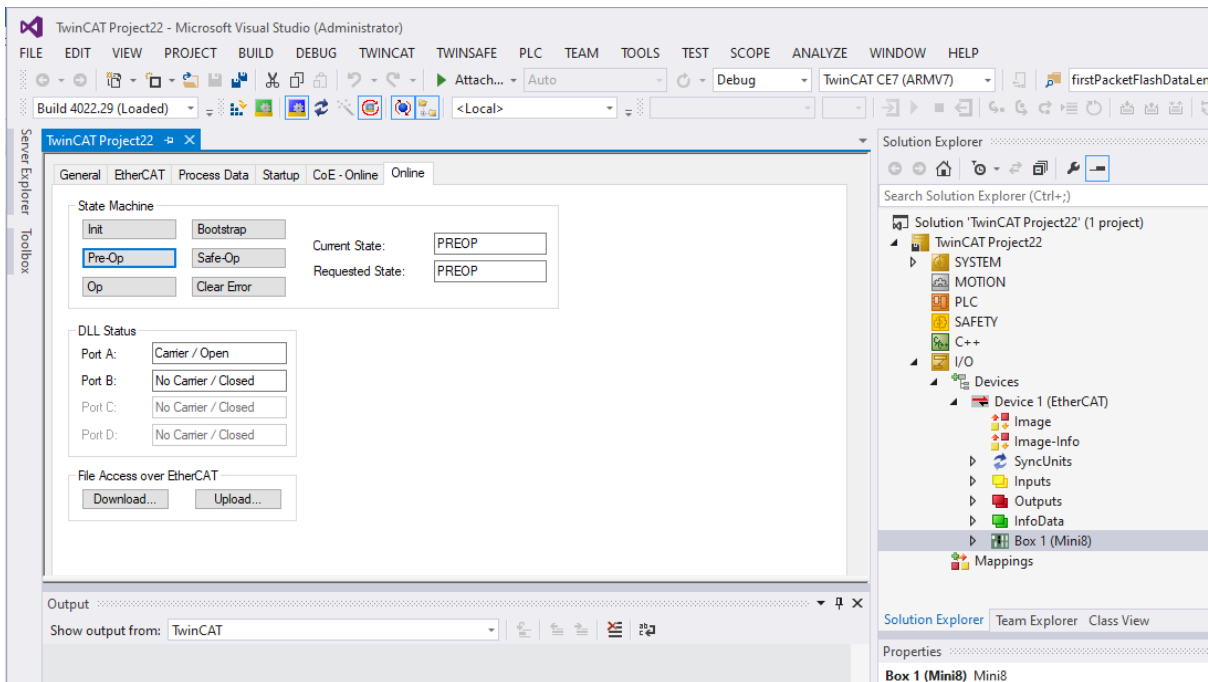 TwinCAT Project22 - Microsoft Visual Studio (Administrator)
FILE EDIT VIEW PROJECT BUILD DEBUG TWINCAT TWINSAFE PLC TEAM TOOLS TEST SCOPE ANALYZE WINDOW HELP
Attach... Auto Debug TwinCAT CE7 (ARMV7) firstPacketFlashDataLen
Build 4022.29 (Loaded) <Local>
Server Explorer
Toolbox
TwinCAT Project22
General EtherCAT Process Data Startup CoE - Online Online
State Machine
Init Bootstrap
Pre-Op Safe-Op
Op Clear Error
Current State: PREOP
Requested State: PREOP
DLL Status
Port A: Carrier / Open
Port B: No Carrier / Closed
Port C: No Carrier / Closed
Port D: No Carrier / Closed
File Access over EtherCAT
Download... Upload...
Output
Show output from: TwinCAT
Solution Explorer
Search Solution Explorer (Ctrl+;)
Solution 'TwinCAT Project22' (1 project)
TwinCAT Project22
SYSTEM
MOTION
PLC
SAFETY
C++
I/O
Devices
Device 1 (EtherCAT)
Image
Image-Info
SyncUnits
Inputs
Outputs
InfoData
Box 1 (Mini8)
Mappings
Solution Explorer Team Explorer Class View
Properties
Box 1 (Mini8) Mini8